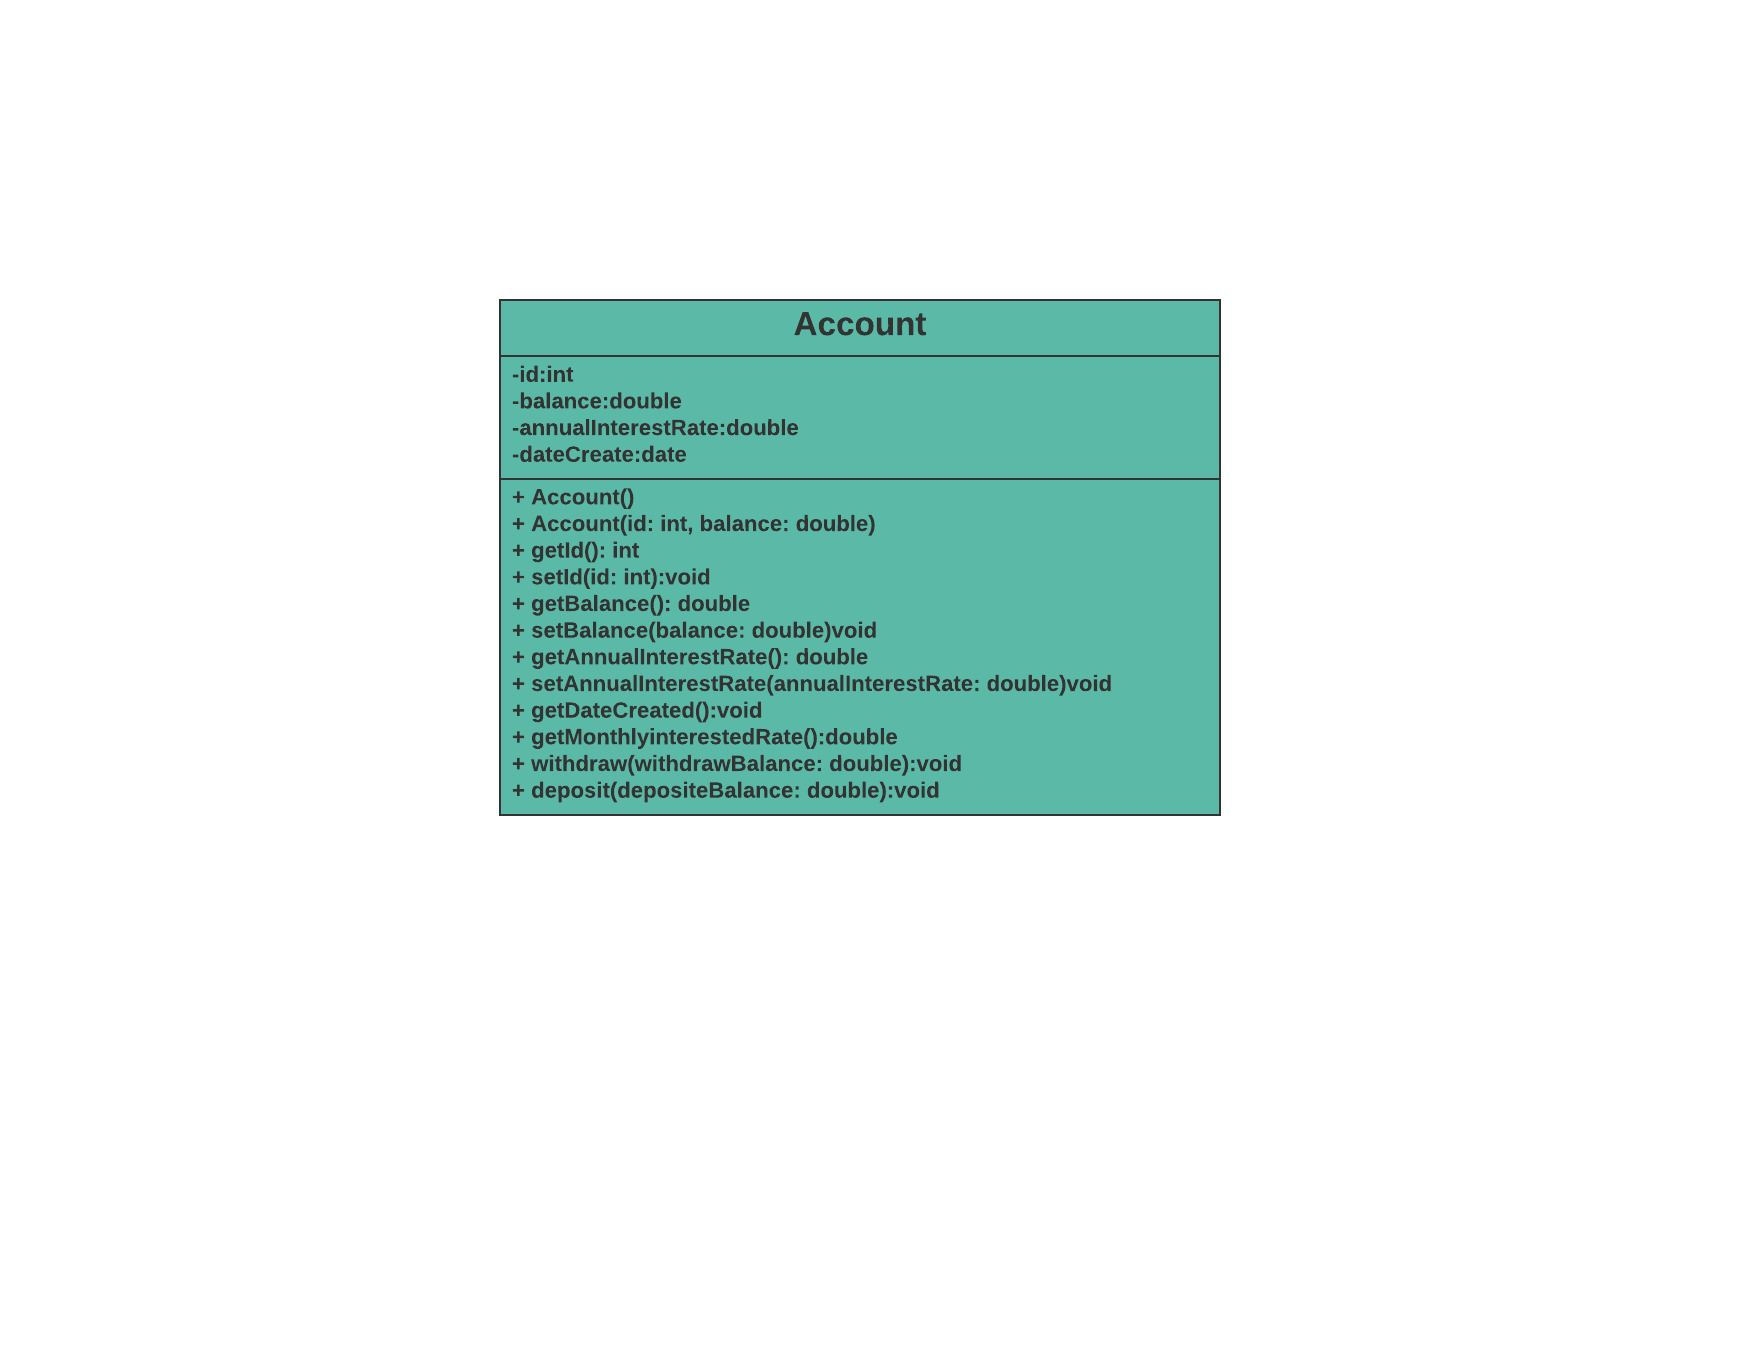 Account
-id:int
-balance:double
-annualInterestRate:double
-dateCreate:date
+ Account()
+ Account(id: int, balance: double)
+ getId(): int
+ setId(id: int):void
+ getBalance(): double
+ setBalance(balance: double)void
+ getAnnualInterestRate(): double
+ setAnnualInterestRate(annualInterestRate: double)void
+ getDateCreated():void
+ getMonthlyinterestedRate():double
+ withdraw(withdrawBalance: double):void
+ deposit(depositeBalance: double):void